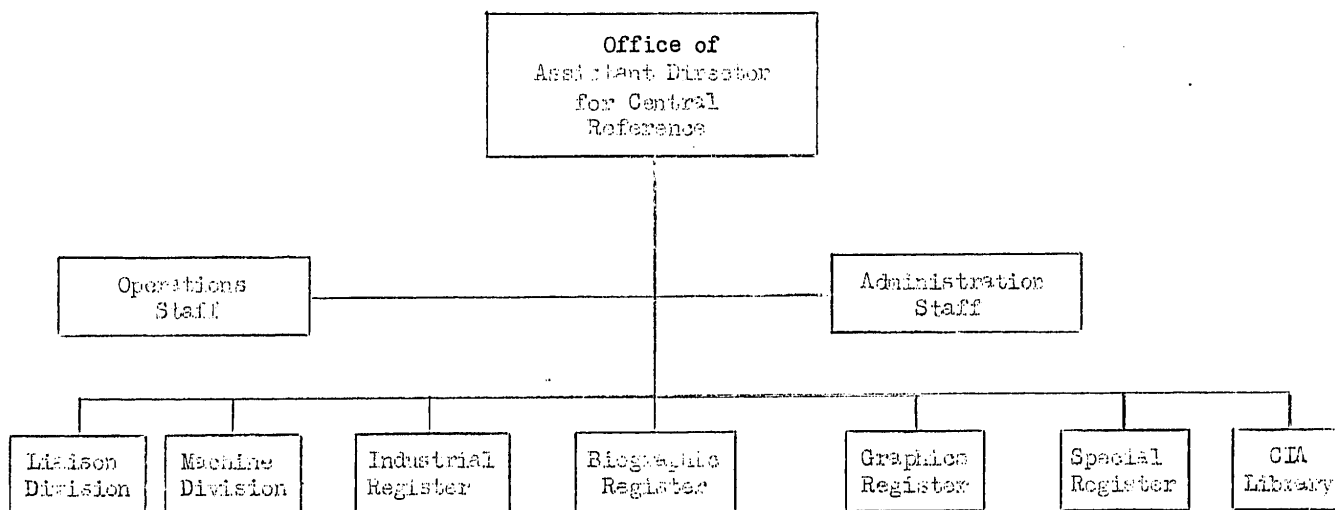 Office of
Assistant Director
for Central
Reference
Operations
Staff
Administration
Staff
Liaison
Division
Machine
Division
Industrial
Register
Biographic
Register
Graphics
Register
Special
Register
CIA
Library